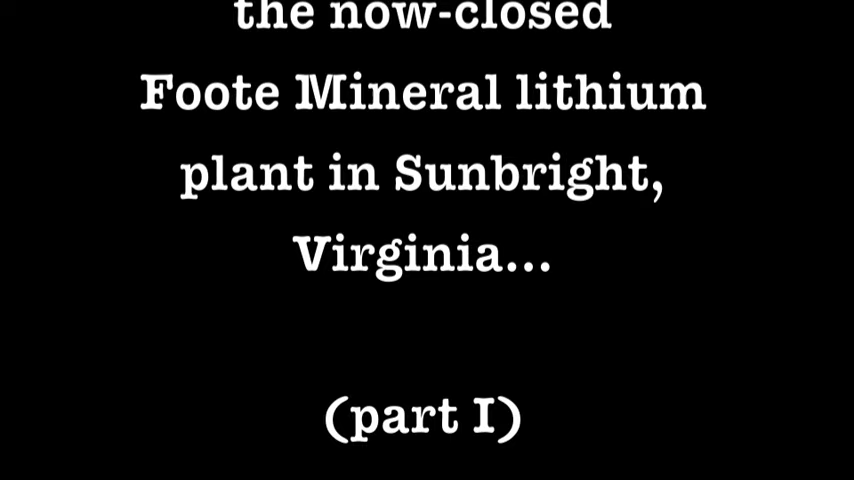 the now-closed
Foote Mineral lithium
plant in Sunbright,
Virginia...
(part I)